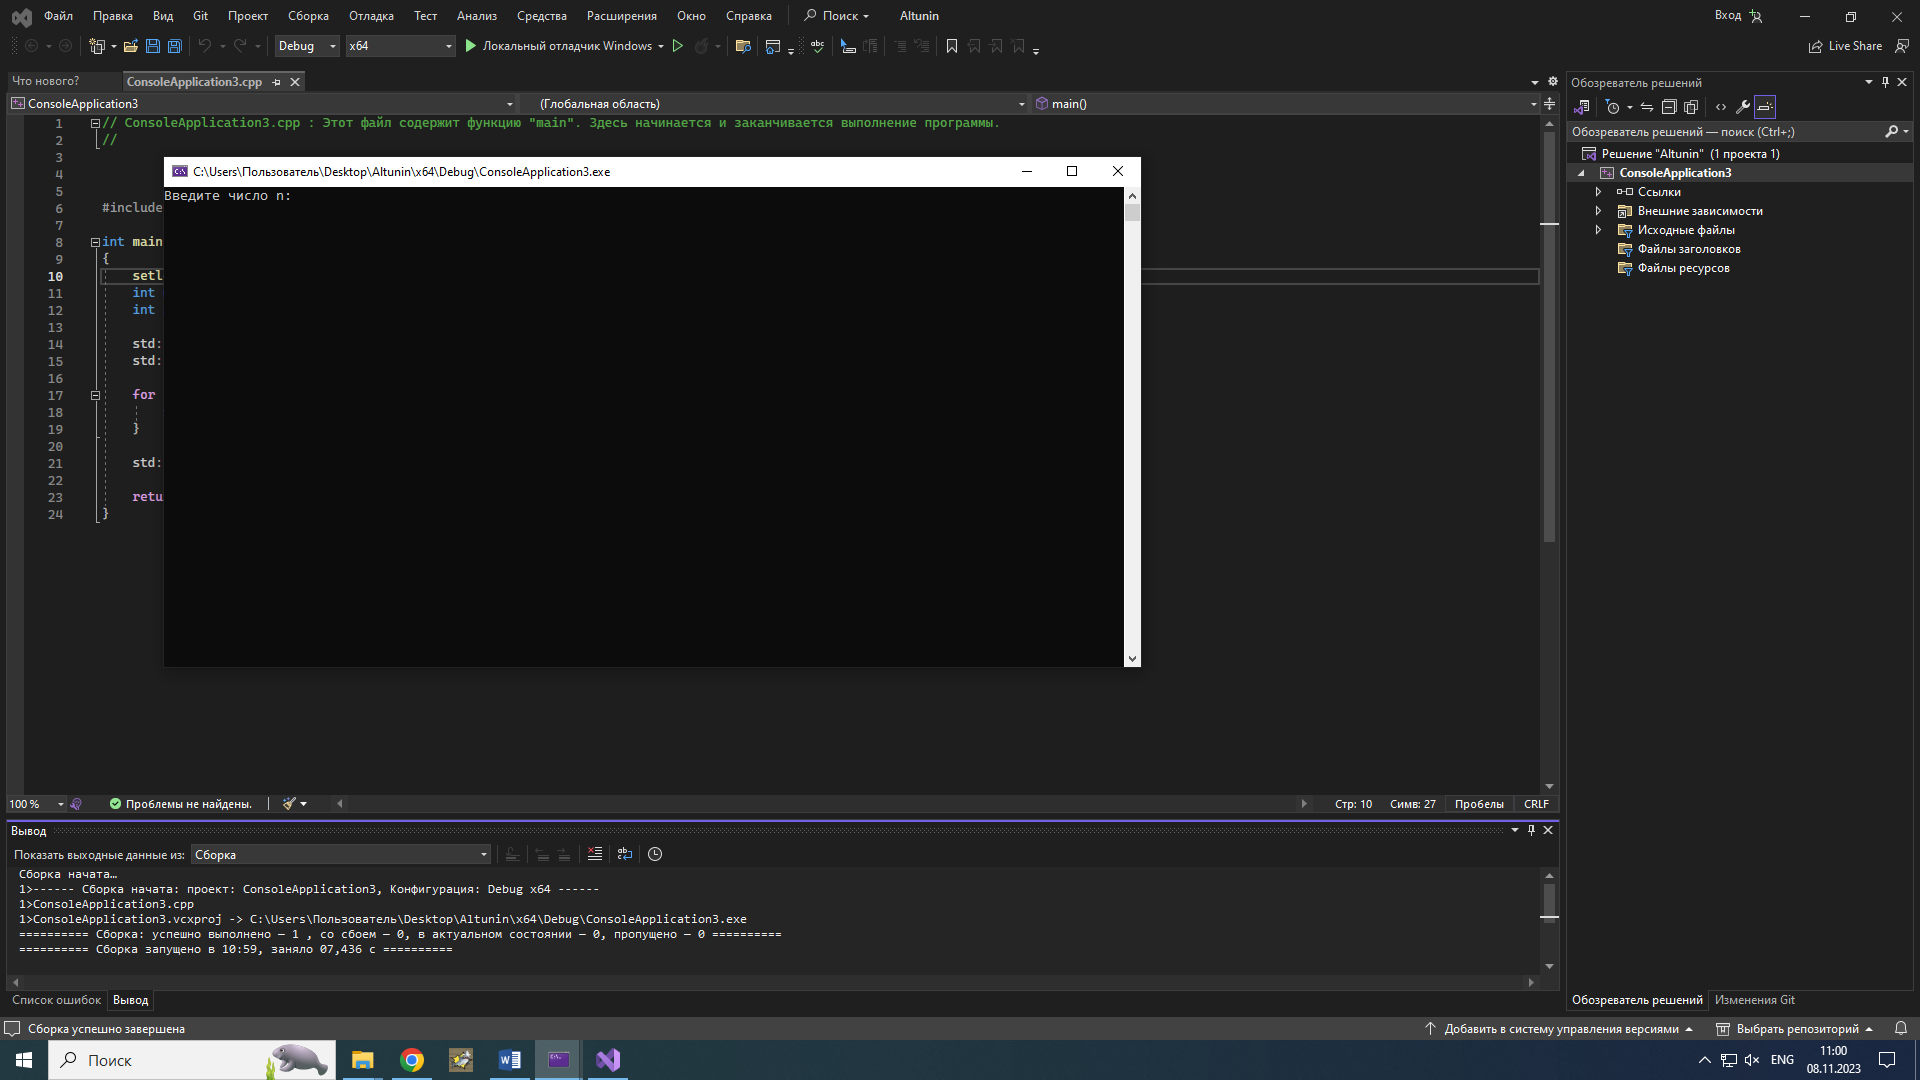 Файл Правка Вид Git Проект Сборка Отладка Тест Анализ Средства Расширения Окно Справка Поиск Altunin Вход
Debug x64 Локальный отладчик Windows Live Share
Что нового? ConsoleApplication3.cpp
ConsoleApplication3 (Глобальная область) main()
1 // ConsoleApplication3.cpp : Этот файл содержит функцию "main". Здесь начинается и заканчивается выполнение программы.
2 //
3
4
5
6 #include
7
8 int main
9 {
10 setl
11 int
12 int
13
14 std:
15 std:
16
17 for
18
19 }
20
21 std:
22
23 retu
24 }
C:\Users\Пользователь\Desktop\Altunin\x64\Debug\ConsoleApplication3.exe
Введите число n:
100 % Проблемы не найдены. Стр: 10 Симв: 27 Пробелы CRLF
Вывод
Показать выходные данные из: Сборка
Сборка начата…
1>------ Сборка начата: проект: ConsoleApplication3, Конфигурация: Debug x64 ------
1>ConsoleApplication3.cpp
1>ConsoleApplication3.vcxproj -> C:\Users\Пользователь\Desktop\Altunin\x64\Debug\ConsoleApplication3.exe
========== Сборка: успешно выполнено — 1 , со сбоем — 0, в актуальном состоянии — 0, пропущено — 0 ==========
========== Сборка запущено в 10:59, заняло 07,436 с ==========
Список ошибок Вывод
Обозреватель решений
Обозреватель решений — поиск (Ctrl+;)
Решение "Altunin" (1 проекта 1)
ConsoleApplication3
Ссылки
Внешние зависимости
Исходные файлы
Файлы заголовков
Файлы ресурсов
Обозреватель решений Изменения Git
Сборка успешно завершена Добавить в систему управления версиями Выбрать репозиторий
Поиск ENG 11:00
08.11.2023